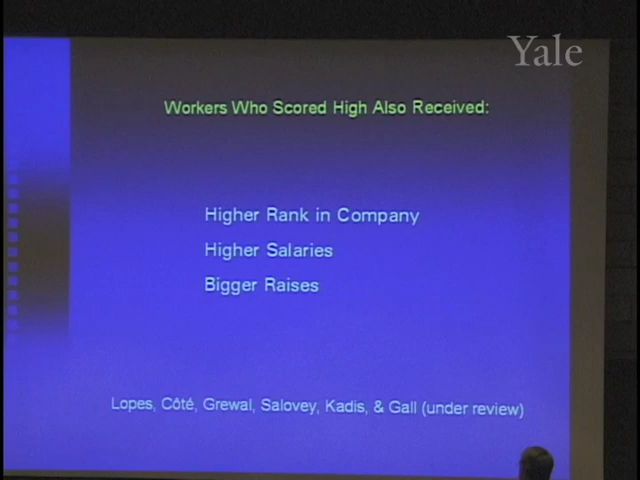 Yale
Workers Who Scored High Also Received:
Higher Rank in Company
Higher Salaries
Bigger Raises
Lopes, Côté, Grewal, Salovey, Kadis, & Gall (under review)